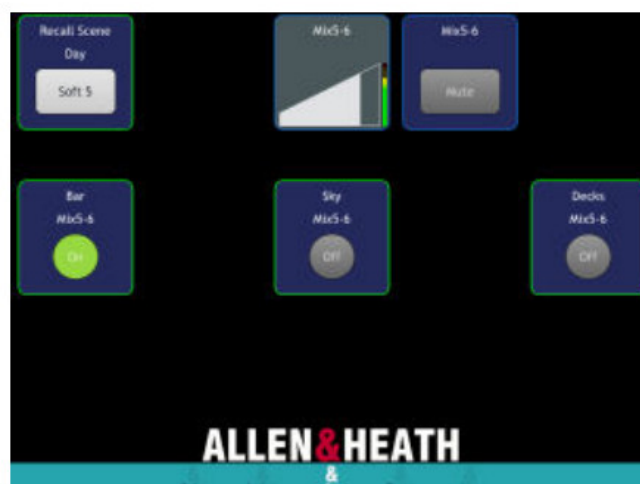 Recall Scene
Day
Soft 5
Mix5-6
Mix5-6
Mute
Bar
Mix5-6
On
Sky
Mix5-6
Off
Decks
Mix5-6
Off
ALLEN&HEATH
&